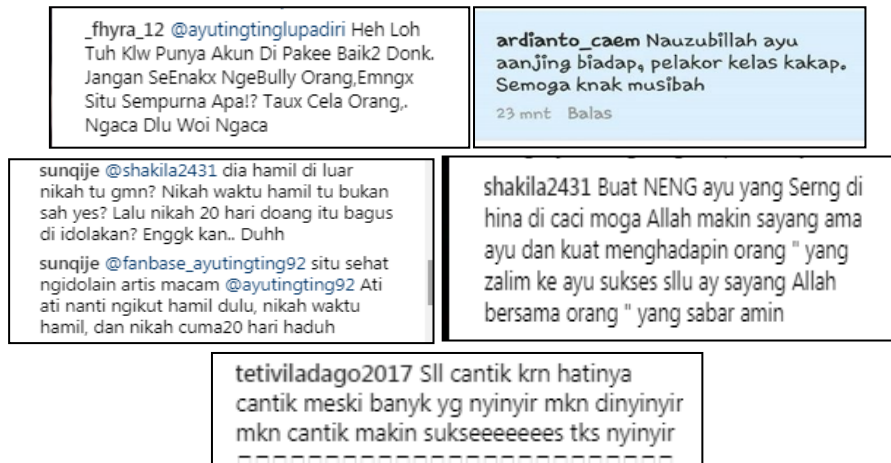 _fhyra_12 @ayutingtinglupadiri Heh Loh
Tuh Klw Punya Akun Di Pakee Baik2 Donk.
Jangan SeEnakx NgeBully Orang,Emngx
Situ Sempurna Apa!? Taux Cela Orang,.
Ngaca Dlu Woi Ngaca
ardianto_caem Nauzubillah ayu
aanjing biadap, pelakor kelas kakap.
Semoga knak musibah
23 mnt Balas
sunqije @shakila2431 dia hamil di luar
nikah tu gmn? Nikah waktu hamil tu bukan
sah yes? Lalu nikah 20 hari doang itu bagus
di idolakan? Enggk kan.. Duhh
sunqije @fanbase_ayutingting92 situ sehat
ngidolain artis macam @ayutingting92 Ati
ati nanti ngikut hamil dulu, nikah waktu
hamil, dan nikah cuma20 hari haduh
shakila2431 Buat NENG ayu yang Serng di
hina di caci moga Allah makin sayang ama
ayu dan kuat menghadapin orang " yang
zalim ke ayu sukses sllu ay sayang Allah
bersama orang " yang sabar amin
tetiviladago2017 Sll cantik krn hatinya
cantik meski banyk yg nyinyir mkn dinyinyir
mkn cantik makin sukseeeeeees tks nyinyir